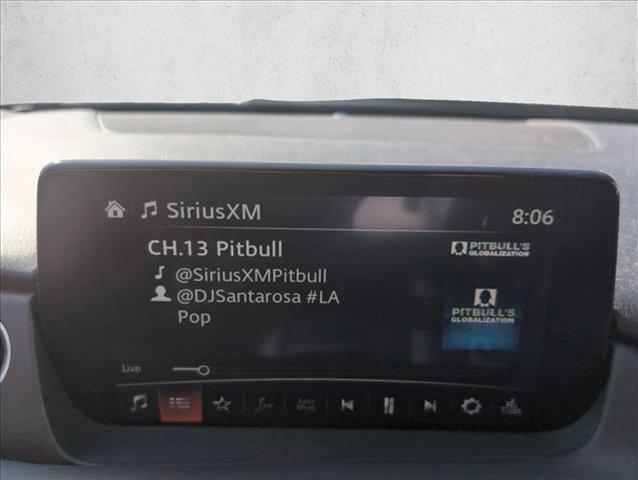 SiriusXM 8:06
CH.13 Pitbull
PITBULL'S
GLOBALIZATION
@SiriusXMPitbull
@DJSantarosa #LA
Pop
PITBULL'S
GLOBALIZATION
Live